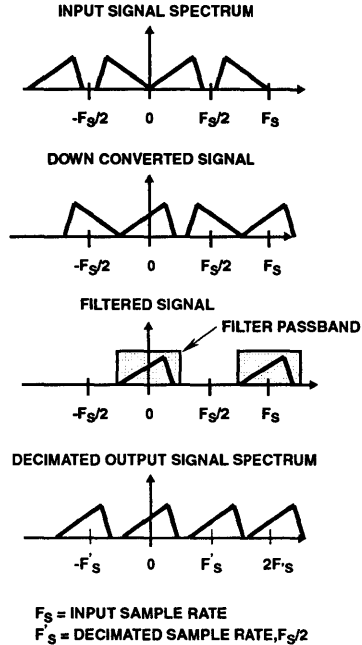 INPUT SIGNAL SPECTRUM
-FS/2 0 FS/2 FS
DOWN CONVERTED SIGNAL
-FS/2 0 FS/2 FS
FILTERED SIGNAL
FILTER PASSBAND
-FS/2 0 FS/2 FS
DECIMATED OUTPUT SIGNAL SPECTRUM
-F'S 0 F'S 2F'S
FS = INPUT SAMPLE RATE
F'S = DECIMATED SAMPLE RATE,FS/2